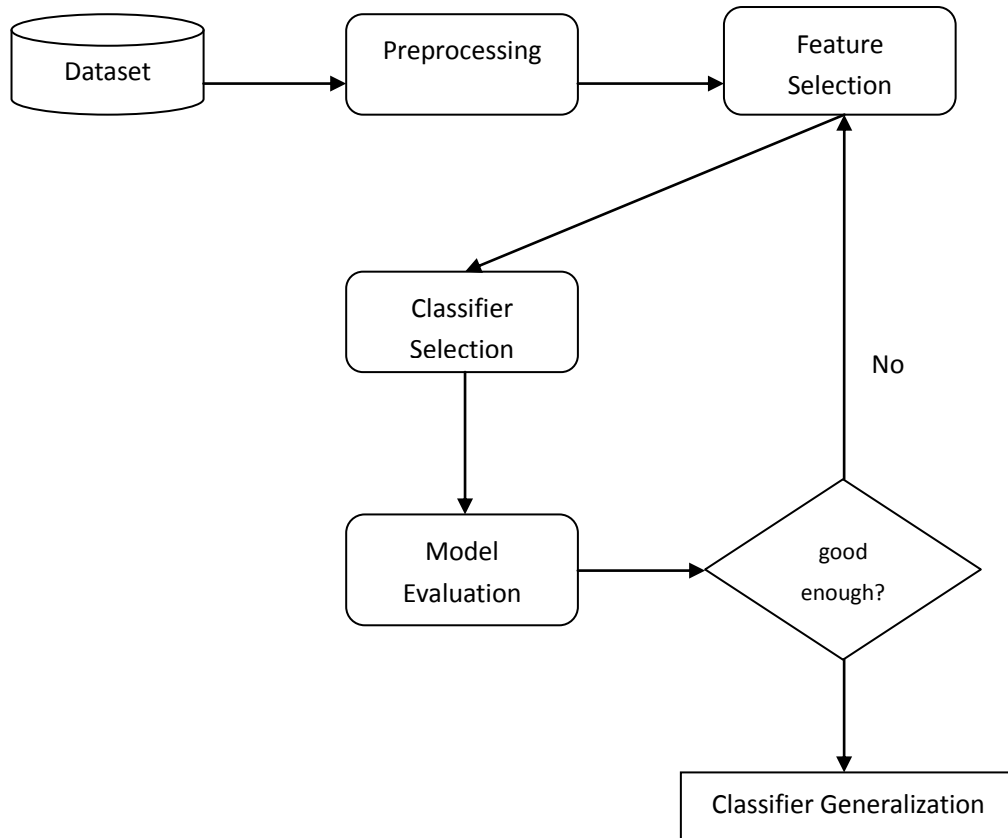 Dataset
Preprocessing
Feature
Selection
Classifier
Selection
No
Model
Evaluation
good
enough?
Classifier Generalization